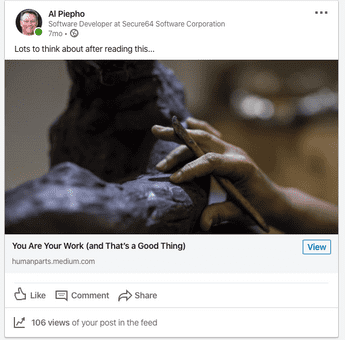 Al Piepho
Software Developer at Secure64 Software Corporation
7mo •
Lots to think about after reading this...
You Are Your Work (and That's a Good Thing)
View
humanparts.medium.com
Like
Comment
Share
106 views of your post in the feed